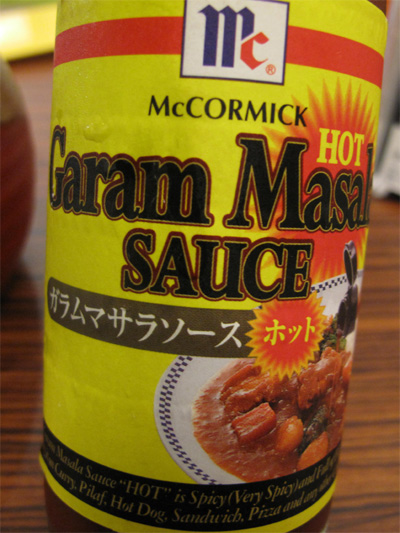 Mc®
McCORMICK
HOT
Garam Masal
SAUCE
ガラムマサラソース ホット
Masala Sauce "HOT" is Spicy (Very Spicy) and
Curry, Pilaf, Hot Dog, Sandwich, Pizza and any